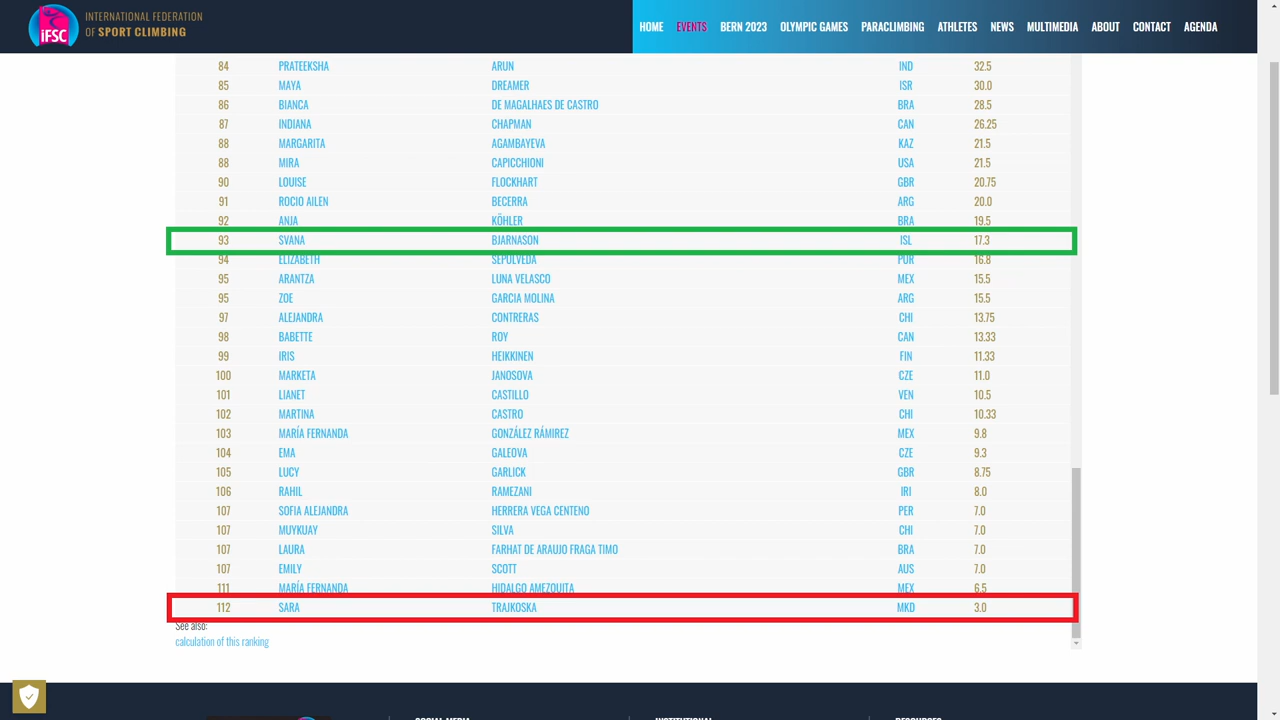 iFSC
INTERNATIONAL FEDERATION
OF SPORT CLIMBING
HOME EVENTS BERN 2023 OLYMPIC GAMES PARACLIMBING ATHLETES NEWS MULTIMEDIA ABOUT CONTACT AGENDA
84 PRATEEKSHA ARUN IND 32.5
85 MAYA DREAMER ISR 30.0
86 BIANCA DE MAGALHAES DE CASTRO BRA 28.5
87 INDIANA CHAPMAN CAN 26.25
88 MARGARITA AGAMBAYEVA KAZ 21.5
88 MIRA CAPICCHIONI USA 21.5
90 LOUISE FLOCKHART GBR 20.75
91 ROCIO AILEN BECERRA ARG 20.0
92 ANJA KÖHLER BRA 19.5
93 SVANA BJARNASON ISL 17.3
94 ELIZABETH SEPÚLVEDA PUR 16.8
95 ARANTZA LUNA VELASCO MEX 15.5
95 ZOE GARCIA MOLINA ARG 15.5
97 ALEJANDRA CONTRERAS CHI 13.75
98 BABETTE ROY CAN 13.33
99 IRIS HEIKKINEN FIN 11.33
100 MARKETA JANOSOVA CZE 11.0
101 LIANET CASTILLO VEN 10.5
102 MARTINA CASTRO CHI 10.33
103 MARÍA FERNANDA GONZÁLEZ RÁMIREZ MEX 9.8
104 EMA GALEOVA CZE 9.3
105 LUCY GARLICK GBR 8.75
106 RAHIL RAMEZANI IRI 8.0
107 SOFIA ALEJANDRA HERRERA VEGA CENTENO PER 7.0
107 MUYKUAY SILVA CHI 7.0
107 LAURA FARHAT DE ARAUJO FRAGA TIMO BRA 7.0
107 EMILY SCOTT AUS 7.0
111 MARÍA FERNANDA HIDALGO AMEZQUITA MEX 6.5
112 SARA TRAJKOSKA MKD 3.0
See also:
calculation of this ranking
SOCIAL MEDIA INSTITUTIONAL RESOURCES